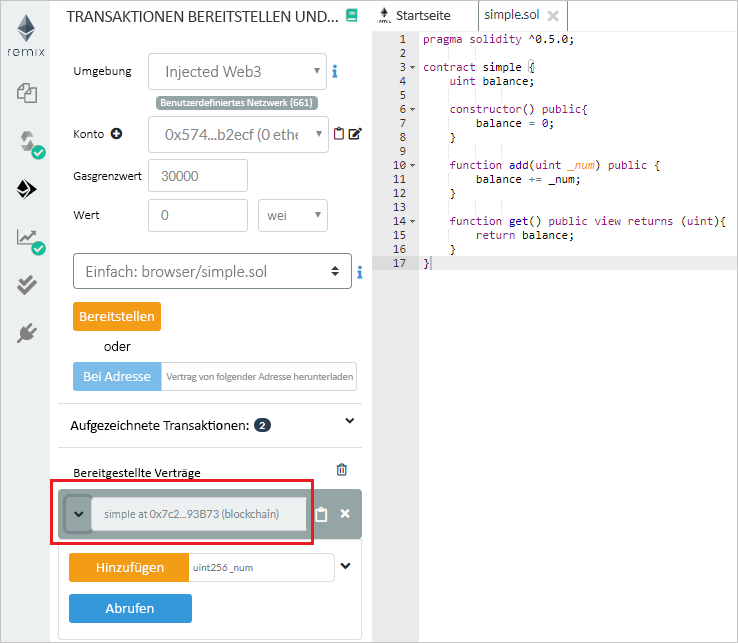 remix
TRANSAKTIONEN BEREITSTELLEN UND...
Umgebung
Injected Web3
Benutzerdefiniertes Netzwerk (661)
Konto
0x574...b2ecf (0 ethe
Gasgrenzwert
30000
Wert
0
wei
Einfach: browser/simple.sol
Bereitstellen
oder
Bei Adresse
Vertrag von folgender Adresse herunterladen
Aufgezeichnete Transaktionen: 2
Bereitgestellte Verträge
simple at 0x7c2...93B73 (blockchain)
Hinzufügen
uint256 _num
Abrufen
Startseite
simple.sol
1 pragma solidity ^0.5.0;
2
3 contract simple {
4 uint balance;
5
6 constructor() public{
7 balance = 0;
8 }
9
10 function add(uint _num) public {
11 balance += _num;
12 }
13
14 function get() public view returns (uint){
15 return balance;
16 }
17 }